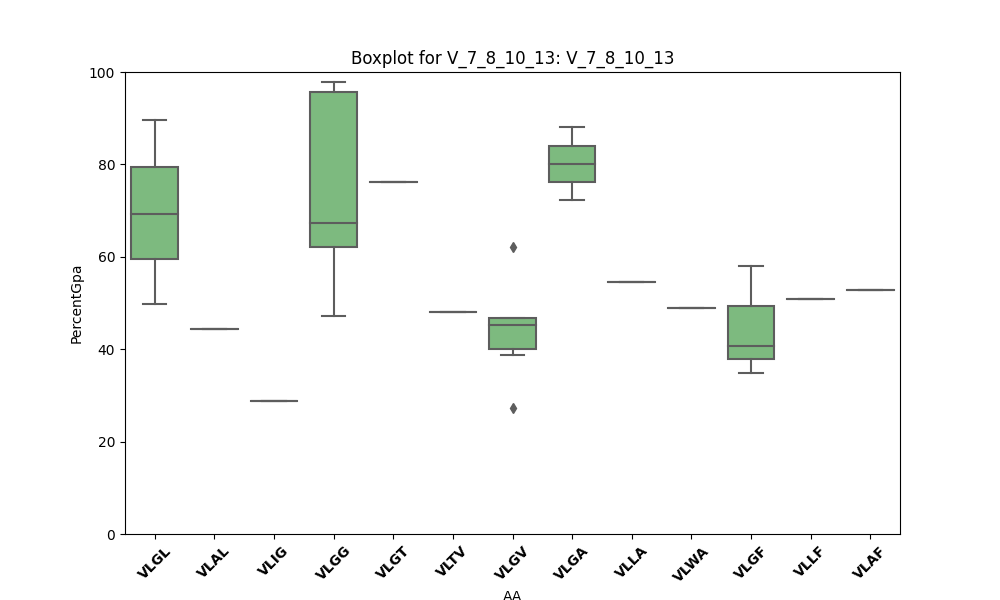 Boxplot for V_7_8_10_13: V_7_8_10_13
100
80
60
40
20
0
PercentGpa
VLGL VLAL VLIG VLGG VLGT VLTV VLGV VLGA VLLA VLWA VLGF VLLF VLAF
AA